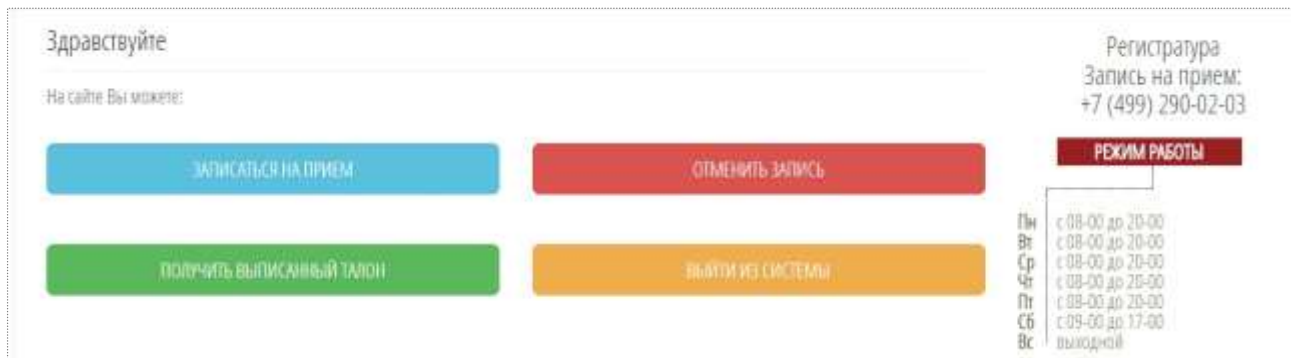 Здравствуйте
На сайте Вы можете:
ЗАПИСАТЬСЯ НА ПРИЕМ
ОТМЕНИТЬ ЗАПИСЬ
ПОЛУЧИТЬ ВЫПИСАННЫЙ ТАЛОН
ВЫЙТИ ИЗ СИСТЕМЫ
Регистратура
Запись на прием:
+7 (499) 290-02-03
РЕЖИМ РАБОТЫ
Пн с 08-00 до 20-00
Вт с 08-00 до 20-00
Ср с 08-00 до 20-00
Чт с 08-00 до 20-00
Пт с 08-00 до 20-00
Сб с 09-00 до 17-00
Вс выходной